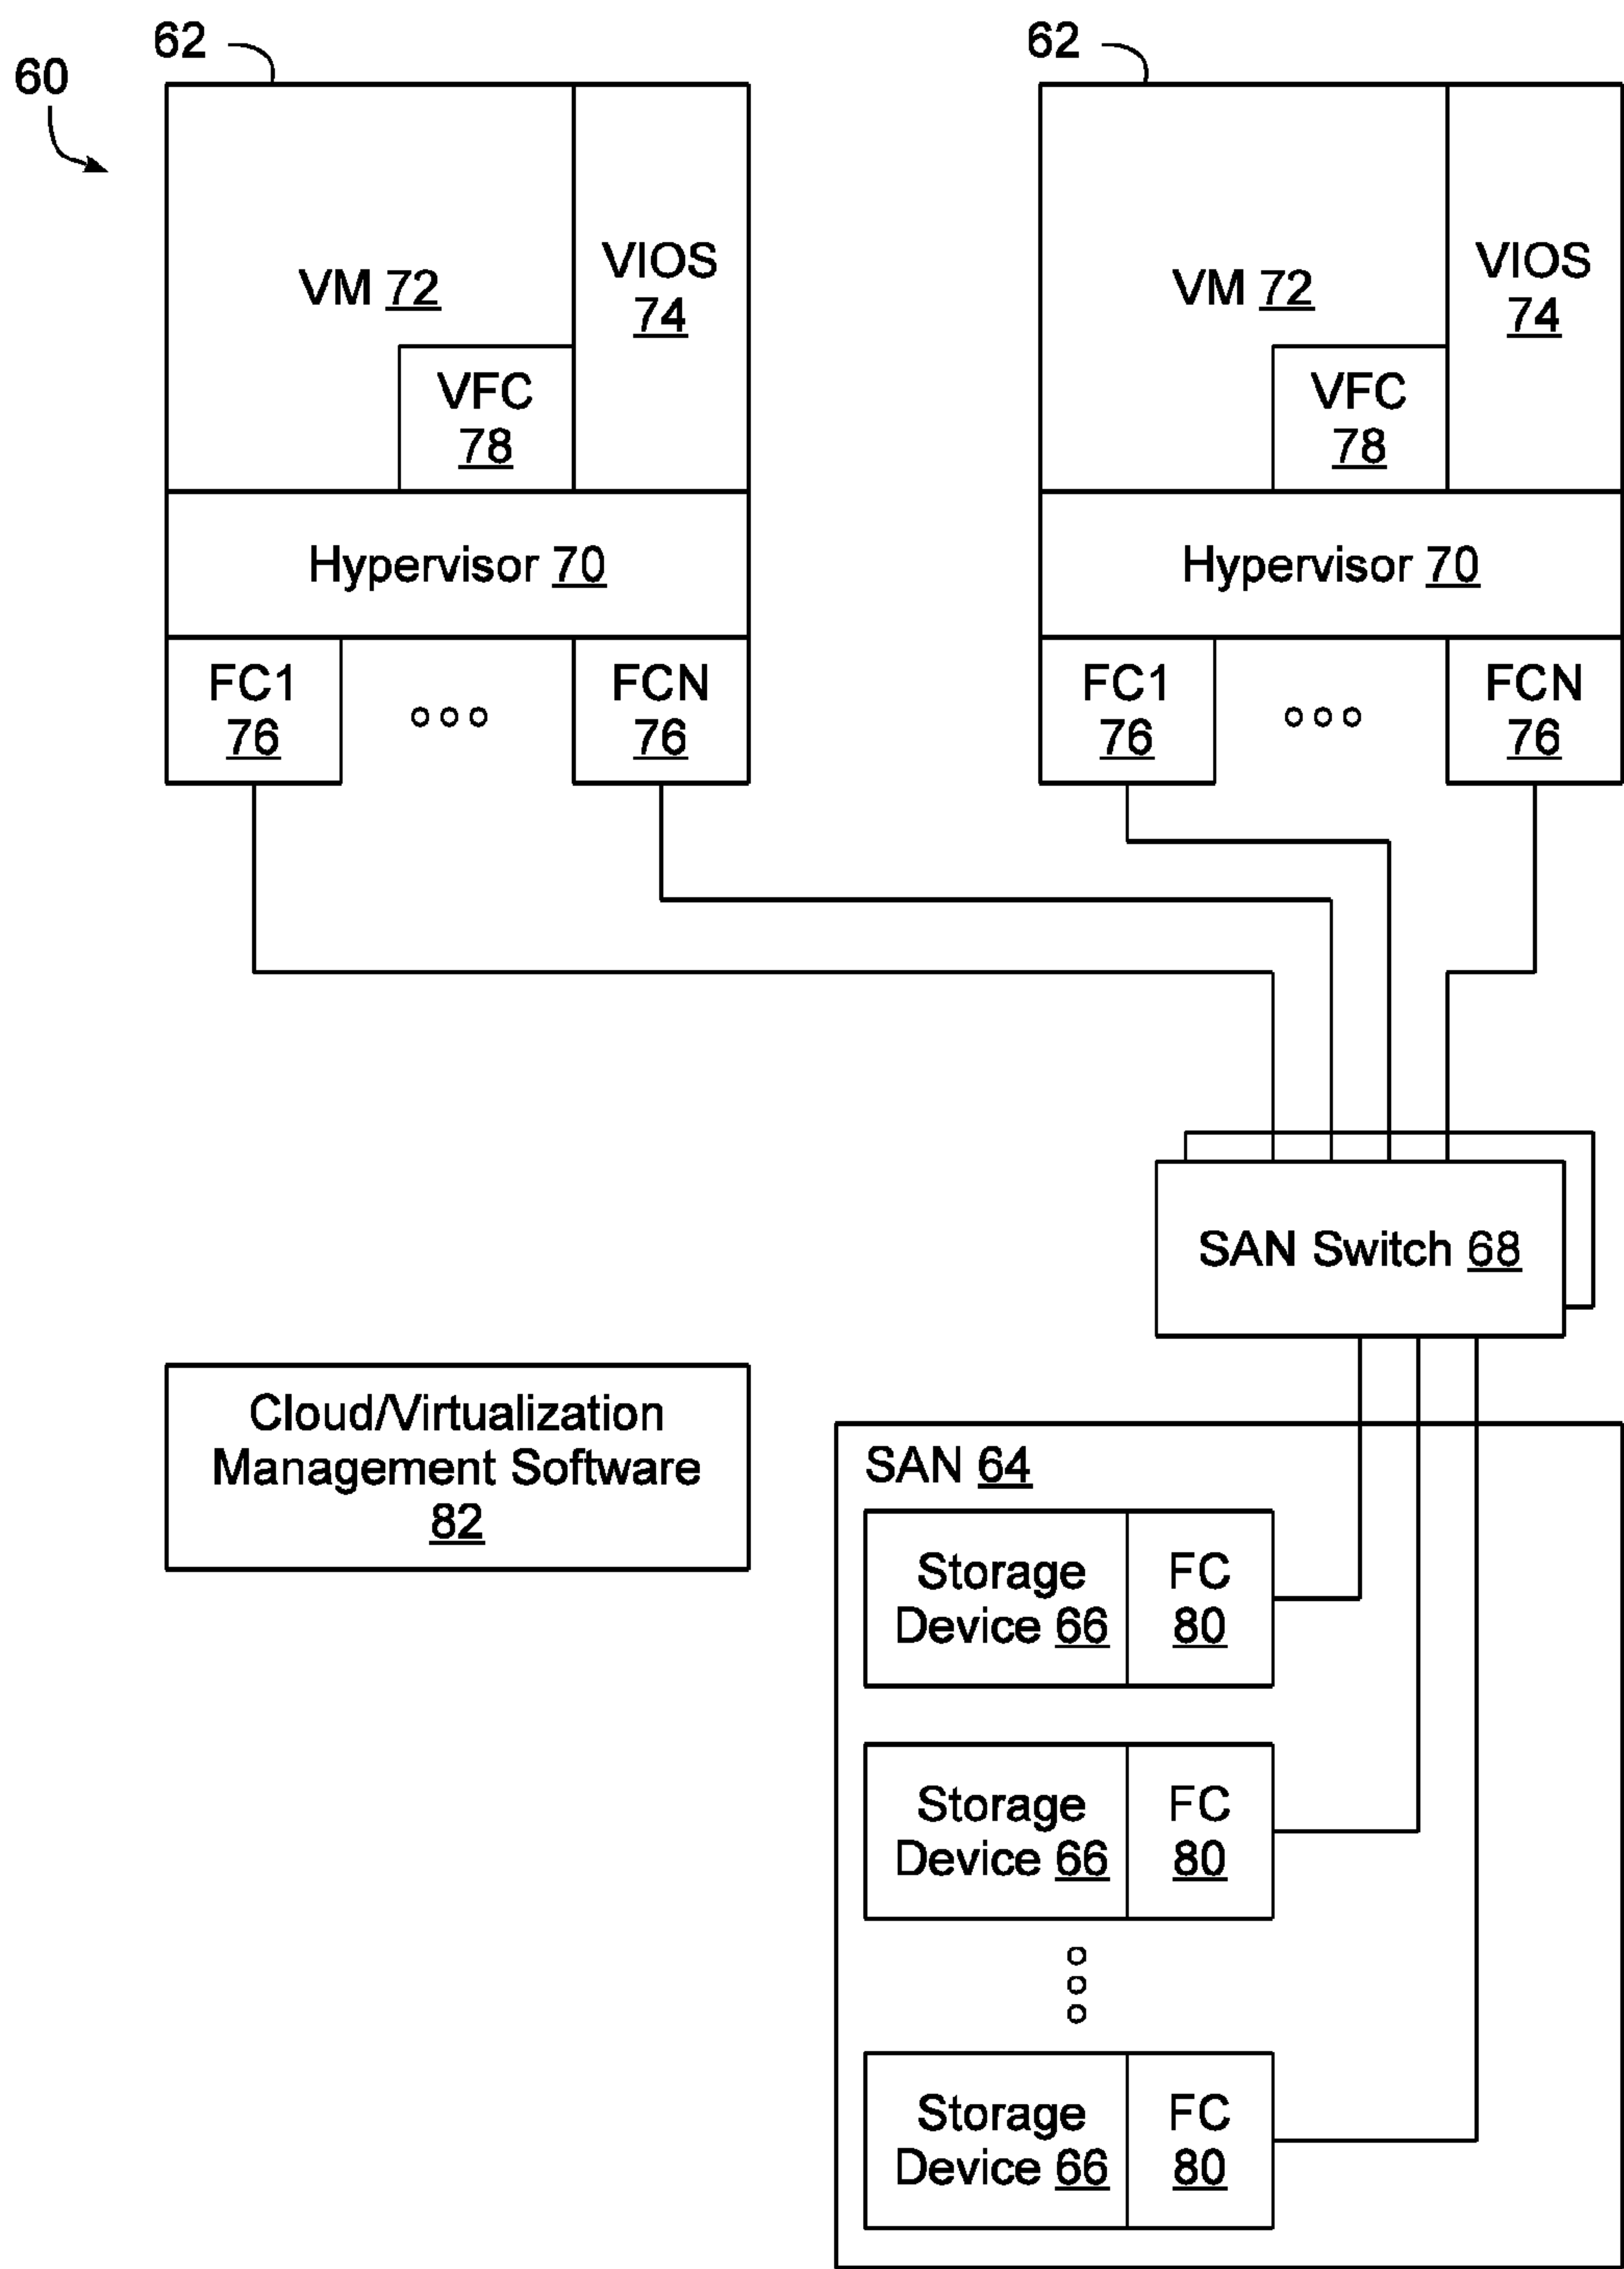 60
62
VM 72
VIOS
74
VFC
78
Hypervisor 70
FC1
76
FCN
76
62
VM 72
VIOS
74
VFC
78
Hypervisor 70
FC1
76
FCN
76
SAN Switch 68
Cloud/Virtualization
Management Software
82
SAN 64
Storage
Device 66
FC
80
Storage
Device 66
FC
80
Storage
Device 66
FC
80